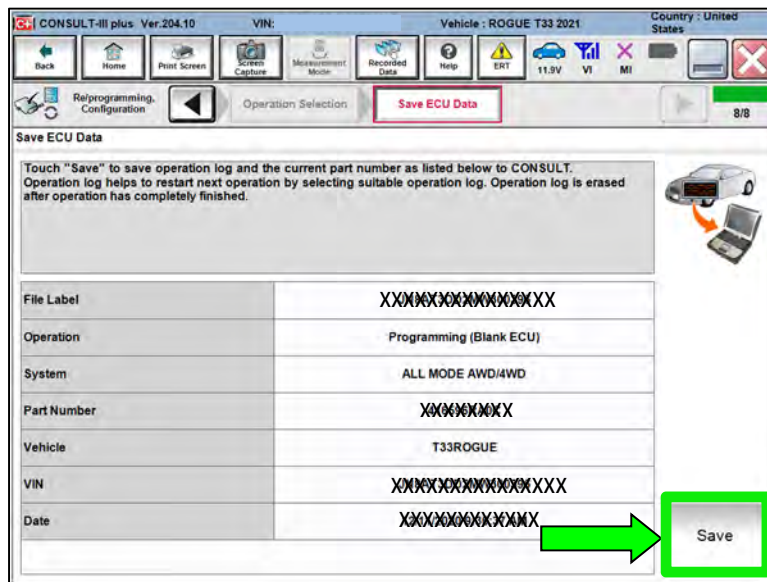 CONSULT-III plus Ver.204.10 VIN: Vehicle : ROGUE T33 2021 Country : United States
Back Home Print Screen Screen Capture Measurement Mode Recorded Data Help ERT 11.9V VI MI
Re/programming, Configuration Operation Selection Save ECU Data 8/8
Save ECU Data
Touch "Save" to save operation log and the current part number as listed below to CONSULT.
Operation log helps to restart next operation by selecting suitable operation log. Operation log is erased
after operation has completely finished.
File Label XXXXXXXXXXXXXXXXX
Operation Programming (Blank ECU)
System ALL MODE AWD/4WD
Part Number XXXXXXXX
Vehicle T33ROGUE
VIN XXXXXXXXXXXXXXXXX
Date XXXXXXXXXXXXX
Save